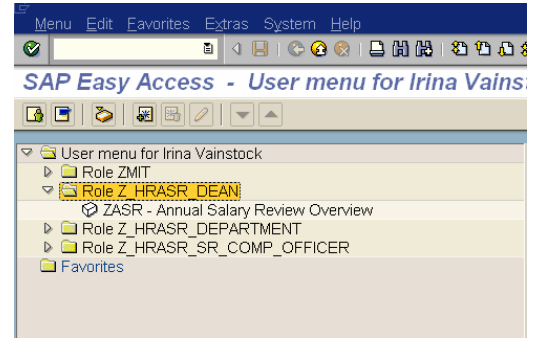 Menu Edit Favorites Extras System Help
SAP Easy Access - User menu for Irina Vains
User menu for Irina Vainstock
Role ZMIT
Role Z_HRASR_DEAN
ZASR - Annual Salary Review Overview
Role Z_HRASR_DEPARTMENT
Role Z_HRASR_SR_COMP_OFFICER
Favorites